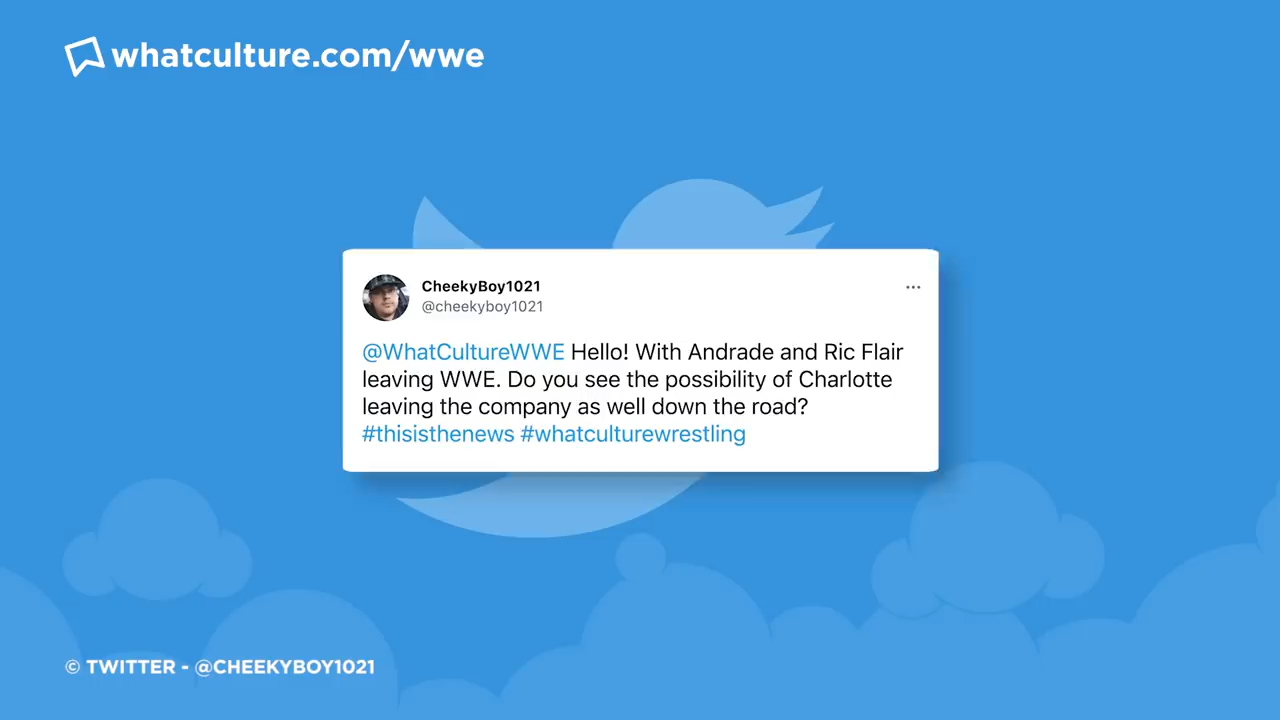 whatculture.com/wwe
CheekyBoy1021
@cheekyboy1021
@WhatCultureWWE Hello! With Andrade and Ric Flair
leaving WWE. Do you see the possibility of Charlotte
leaving the company as well down the road?
#thisisthenews #whatculturewrestling
© TWITTER - @CHEEKYBOY1021